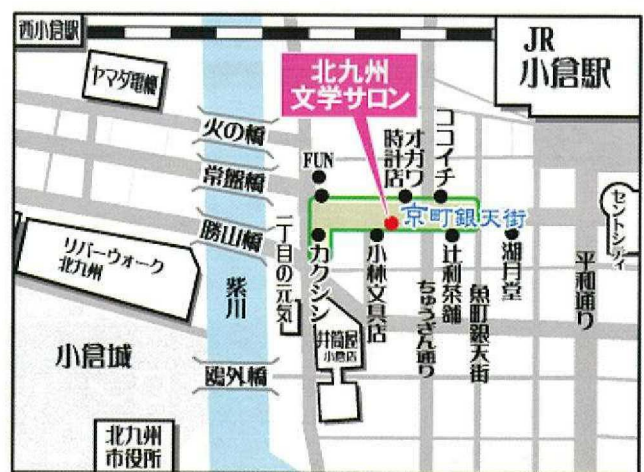 西小倉駅
JR
小倉駅
ヤマダ電機
北九州
文学サロン
火の橋
常盤橋
勝山橋
鷗外橋
紫川
FUN
オガワ
時計店
ココイチ
京町銀天街
セントシティ
リバーウォーク
北九州
一丁目の元気
カクシン
小林文具店
辻利茶舗
湖月堂
平和通り
ちゅうぎん通り
魚町銀天街
井筒屋
小倉店
小倉城
北九州
市役所